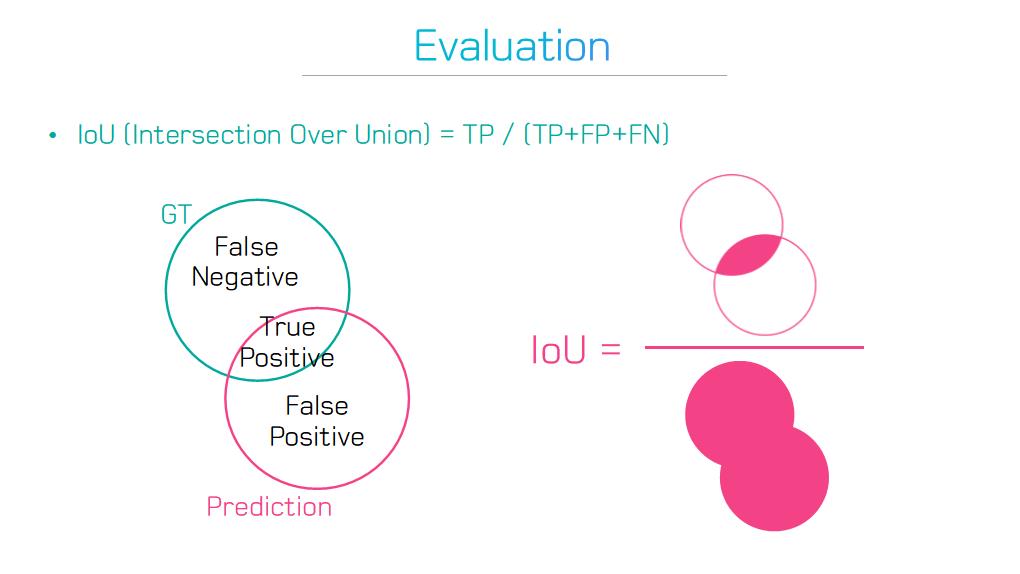 Evaluation
• IoU (Intersection Over Union) = TP / (TP+FP+FN)
GT
False
Negative
True
Positive
False
Positive
Prediction
IoU =